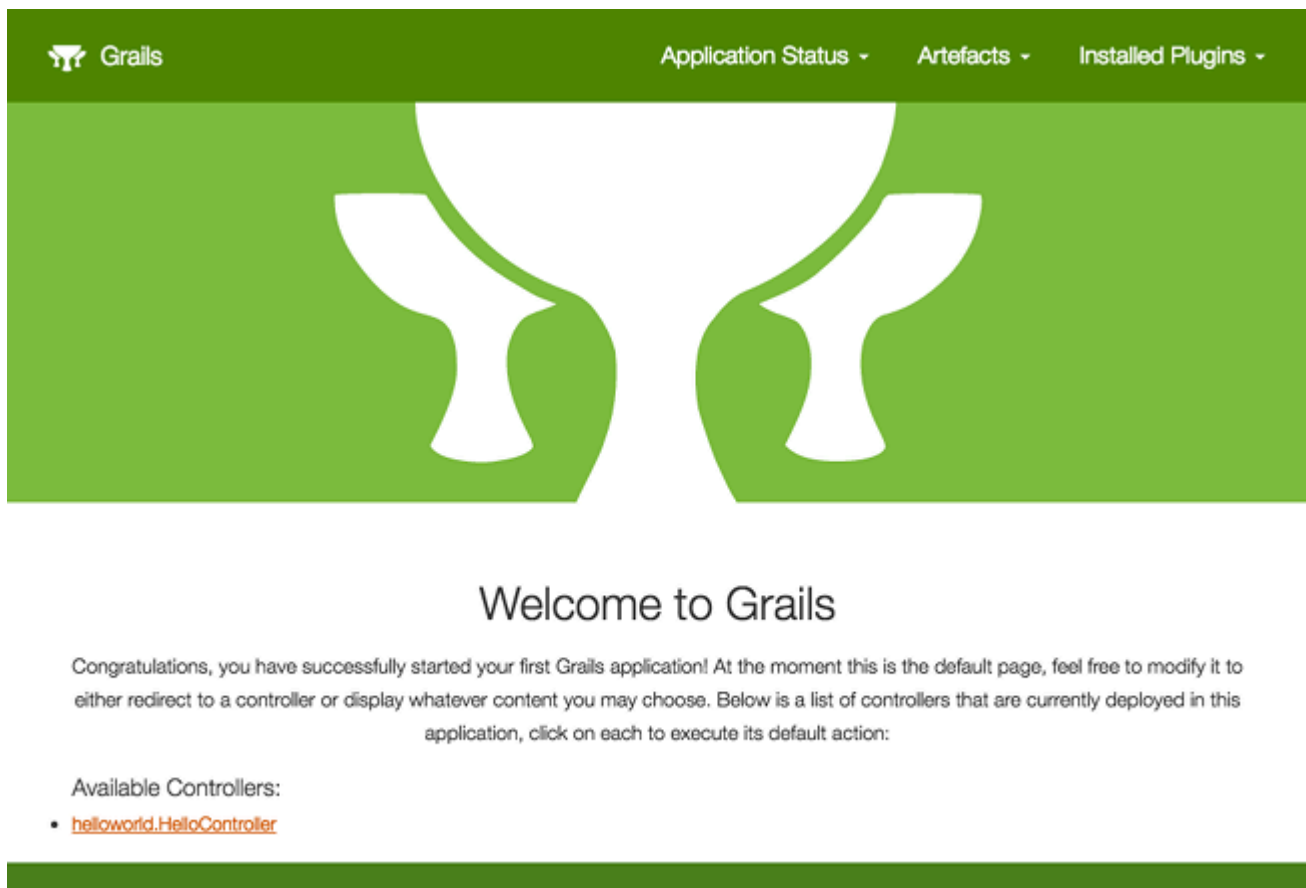 Grails
Application Status
Artefacts
Installed Plugins
Welcome to Grails
Congratulations, you have successfully started your first Grails application! At the moment this is the default page, feel free to modify it to
either redirect to a controller or display whatever content you may choose. Below is a list of controllers that are currently deployed in this
application, click on each to execute its default action:
Available Controllers:
• helloworld.HelloController